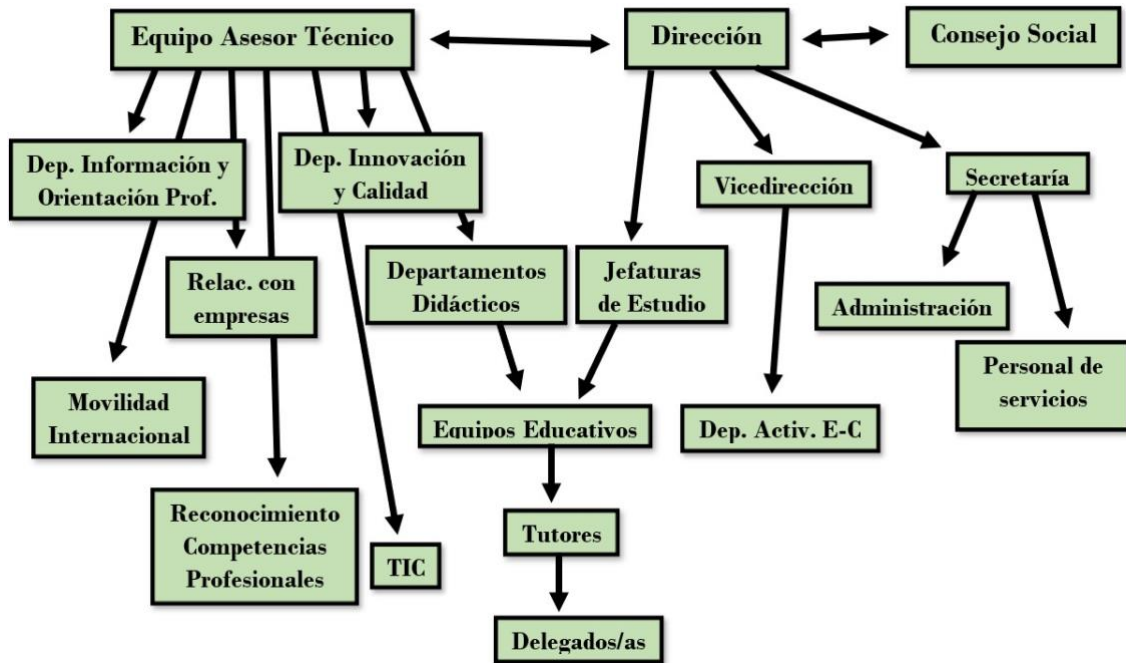 Equipo Asesor Técnico
Dirección
Consejo Social
Dep. Información y
Orientación Prof.
Dep. Innovación
y Calidad
Vicedirección
Secretaría
Relac. con
empresas
Departamentos
Didácticos
Jefaturas
de Estudio
Administración
Personal de
servicios
Movilidad
Internacional
Equipos Educativos
Dep. Activ. E-C
Reconocimiento
Competencias
Profesionales
TIC
Tutores
Delegados/as